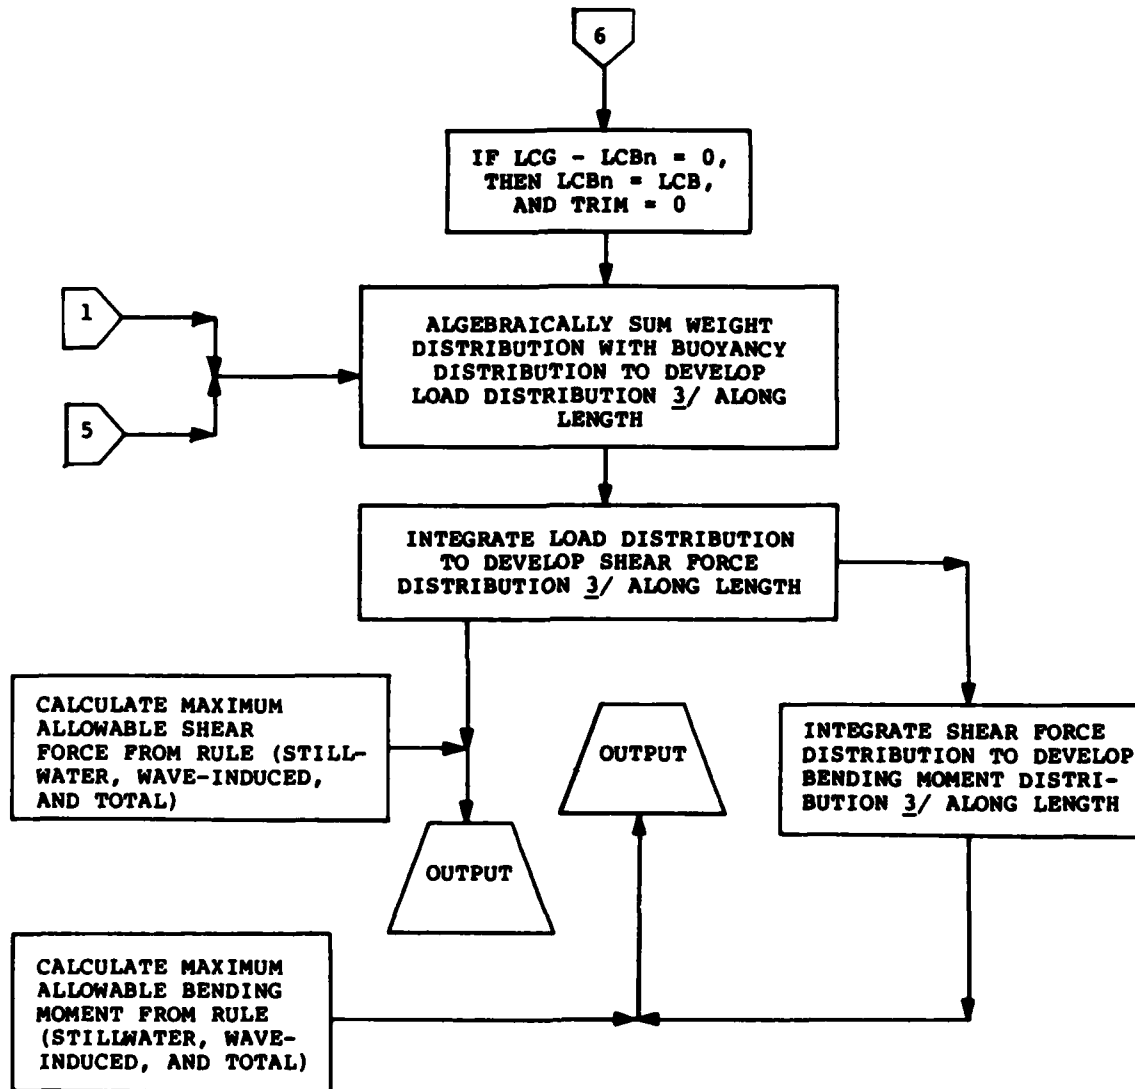 6
IF LCG - LCBn = 0,
THEN LCBn = LCB,
AND TRIM = 0
1
5
ALGEBRAICALLY SUM WEIGHT
DISTRIBUTION WITH BUOYANCY
DISTRIBUTION TO DEVELOP
LOAD DISTRIBUTION 3/ ALONG
LENGTH
INTEGRATE LOAD DISTRIBUTION
TO DEVELOP SHEAR FORCE
DISTRIBUTION 3/ ALONG LENGTH
CALCULATE MAXIMUM
ALLOWABLE SHEAR
FORCE FROM RULE (STILL-
WATER, WAVE-INDUCED,
AND TOTAL)
OUTPUT
OUTPUT
INTEGRATE SHEAR FORCE
DISTRIBUTION TO DEVELOP
BENDING MOMENT DISTRI-
BUTION 3/ ALONG LENGTH
CALCULATE MAXIMUM
ALLOWABLE BENDING
MOMENT FROM RULE
(STILLWATER, WAVE-
INDUCED, AND TOTAL)